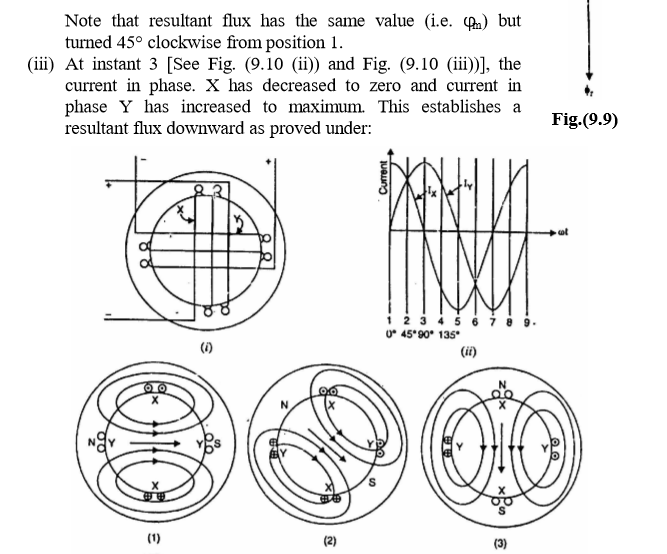 Note that resultant flux has the same value (i.e. φm) but
turned 45° clockwise from position 1.
(iii) At instant 3 [See Fig. (9.10 (ii)) and Fig. (9.10 (iii))], the
current in phase. X has decreased to zero and current in
phase Y has increased to maximum. This establishes a
resultant flux downward as proved under:
φr
Fig.(9.9)
- +
+
X Y
(i)
Current
Ix Iy
ωt
1 2 3 4 5 6 7 8 9
0° 45° 90° 135°
(ii)
X
N Y Y S
X
(1)
N X
Y Y
X S
(2)
N
X
Y Y
X
S
(3)